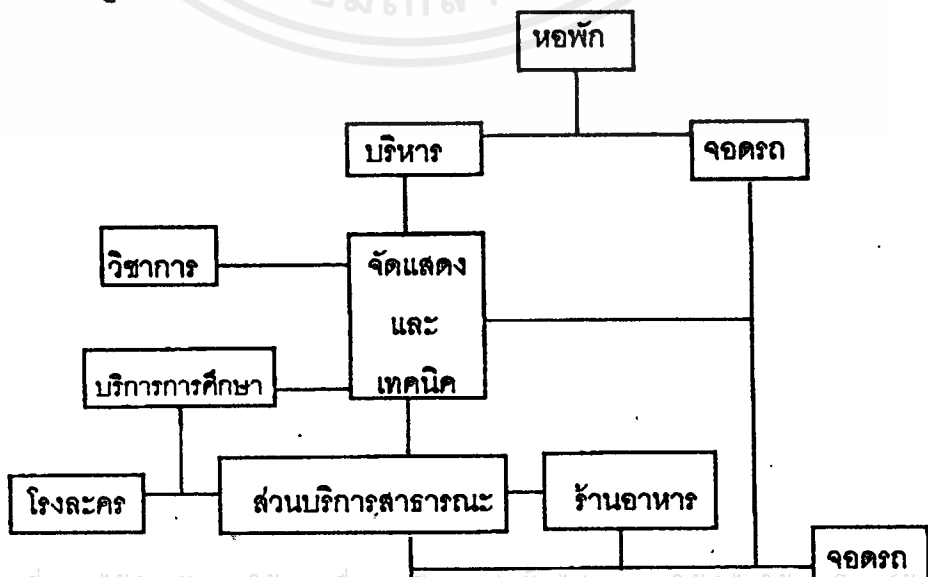 หอพัก
บริหาร
จอดรถ
วิชาการ
จัดแสดง
และ
เทคนิค
บริการการศึกษา
โรงละคร
ส่วนบริการสาธารณะ
ร้านอาหาร
จอดรถ